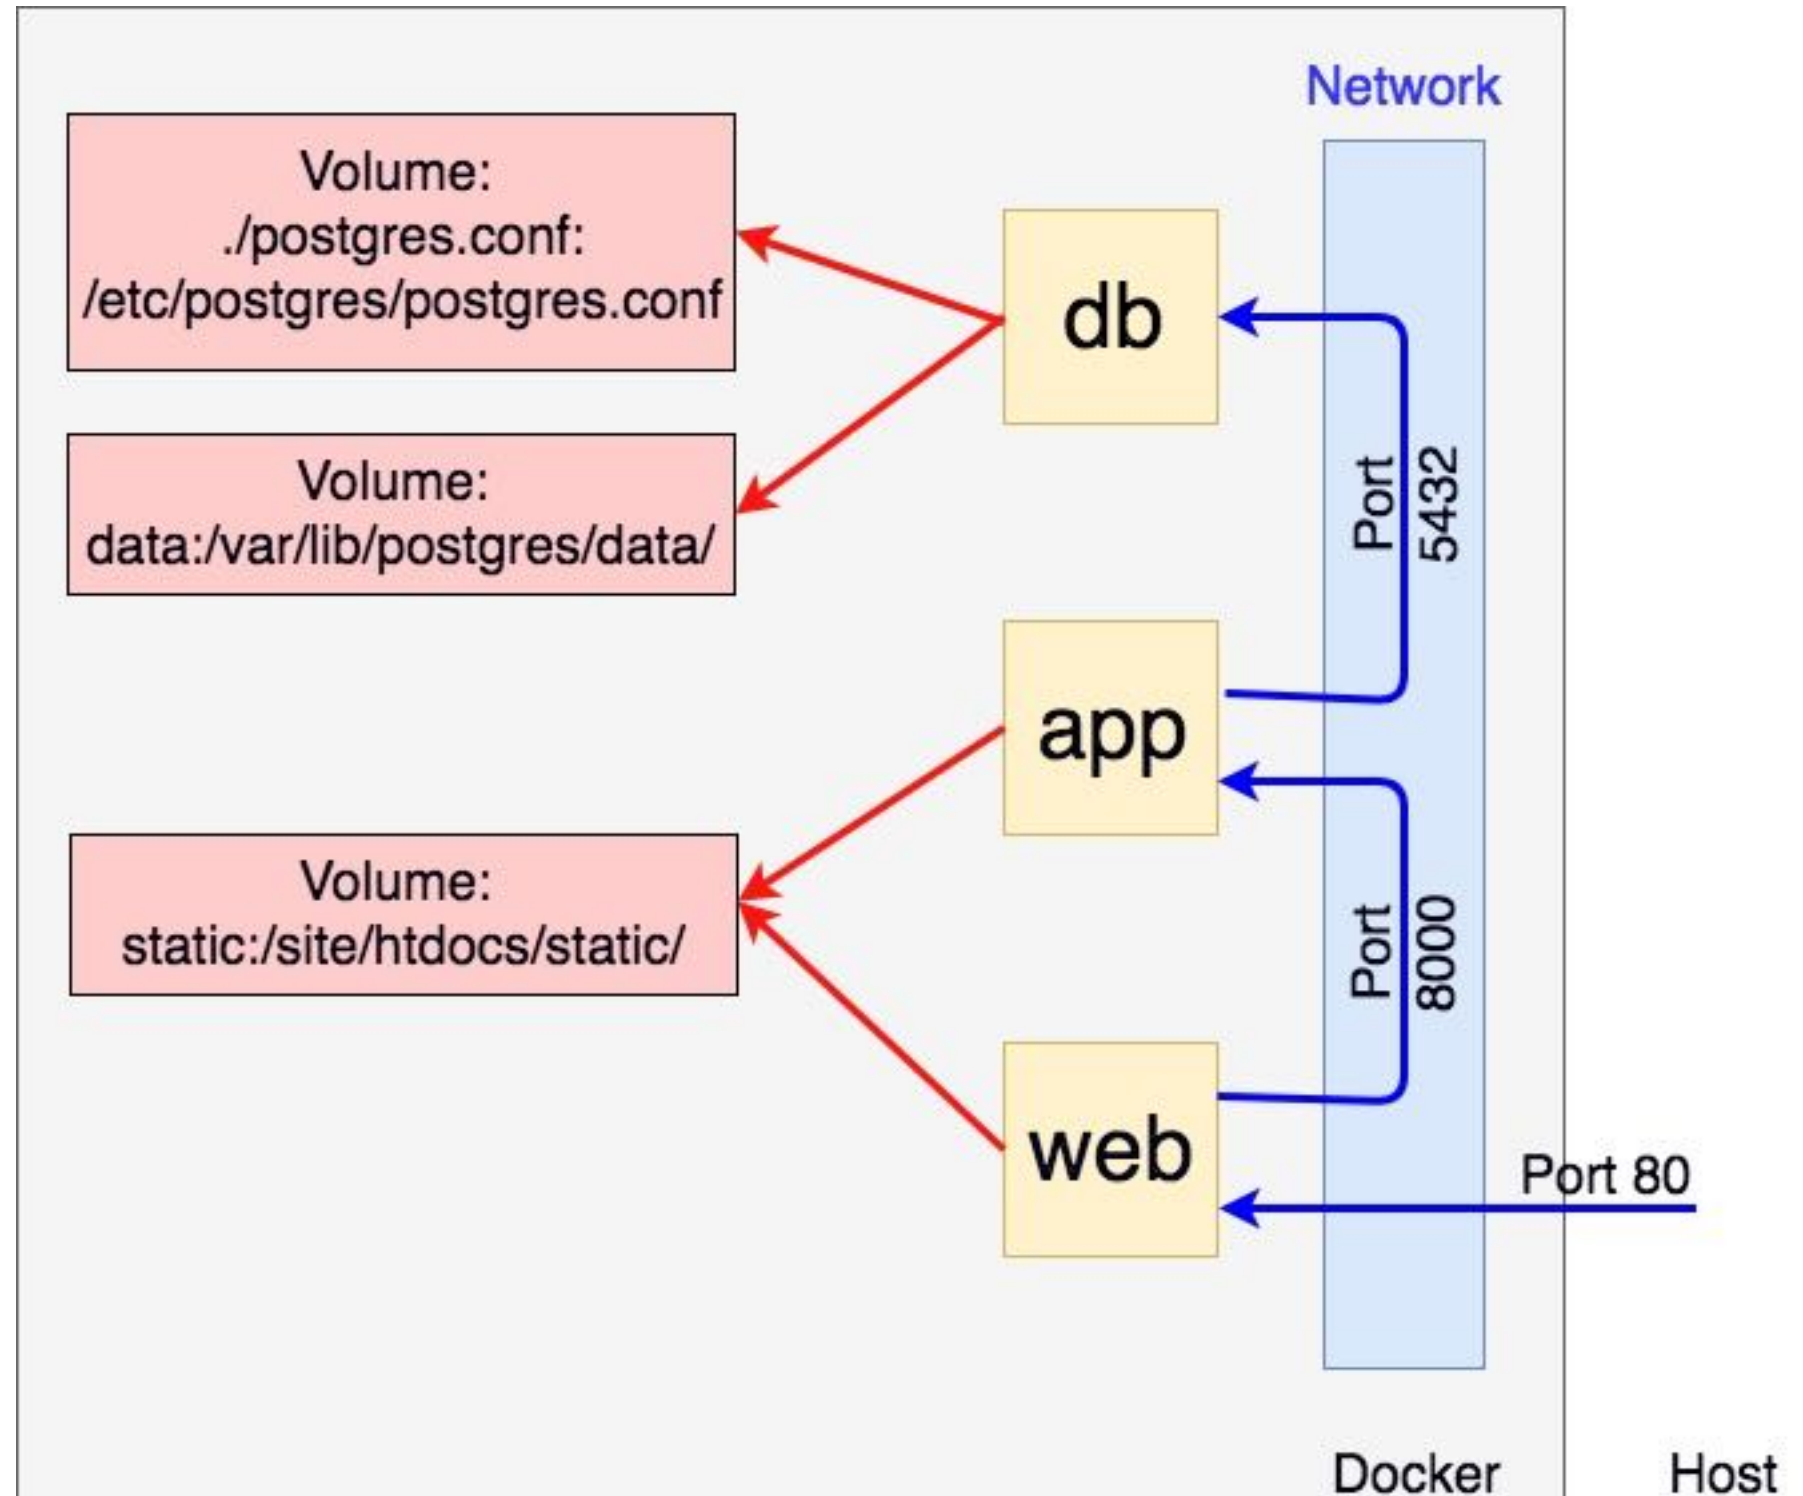 Network
Volume:
./postgres.conf:
/etc/postgres/postgres.conf
db
Volume:
data:/var/lib/postgres/data/
Port
5432
app
Volume:
static:/site/htdocs/static/
Port
8000
web
Port 80
Docker
Host